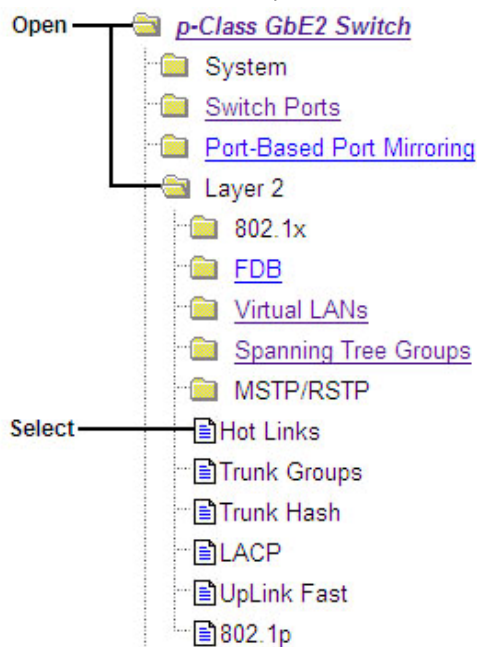 Open p-Class GbE2 Switch
System
Switch Ports
Port-Based Port Mirroring
Layer 2
802.1x
FDB
Virtual LANs
Spanning Tree Groups
MSTP/RSTP
Select Hot Links
Trunk Groups
Trunk Hash
LACP
UpLink Fast
802.1p